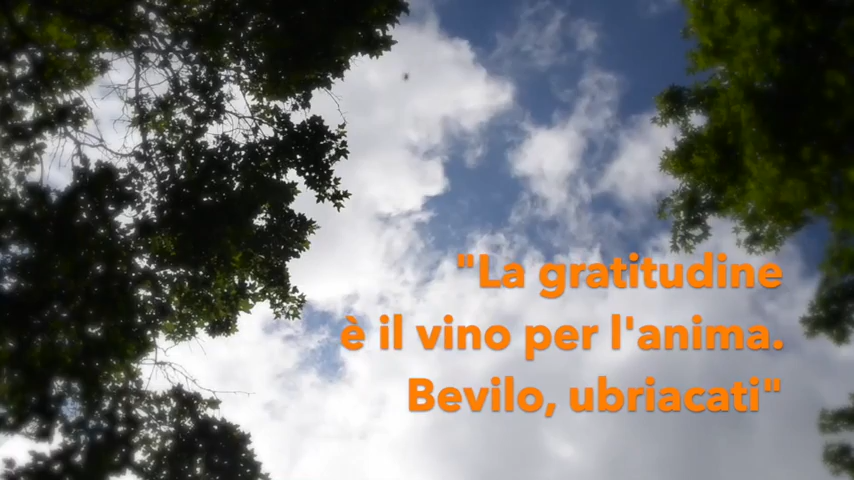 "La gratitudine
è il vino per l'anima.
Bevilo, ubriacati"